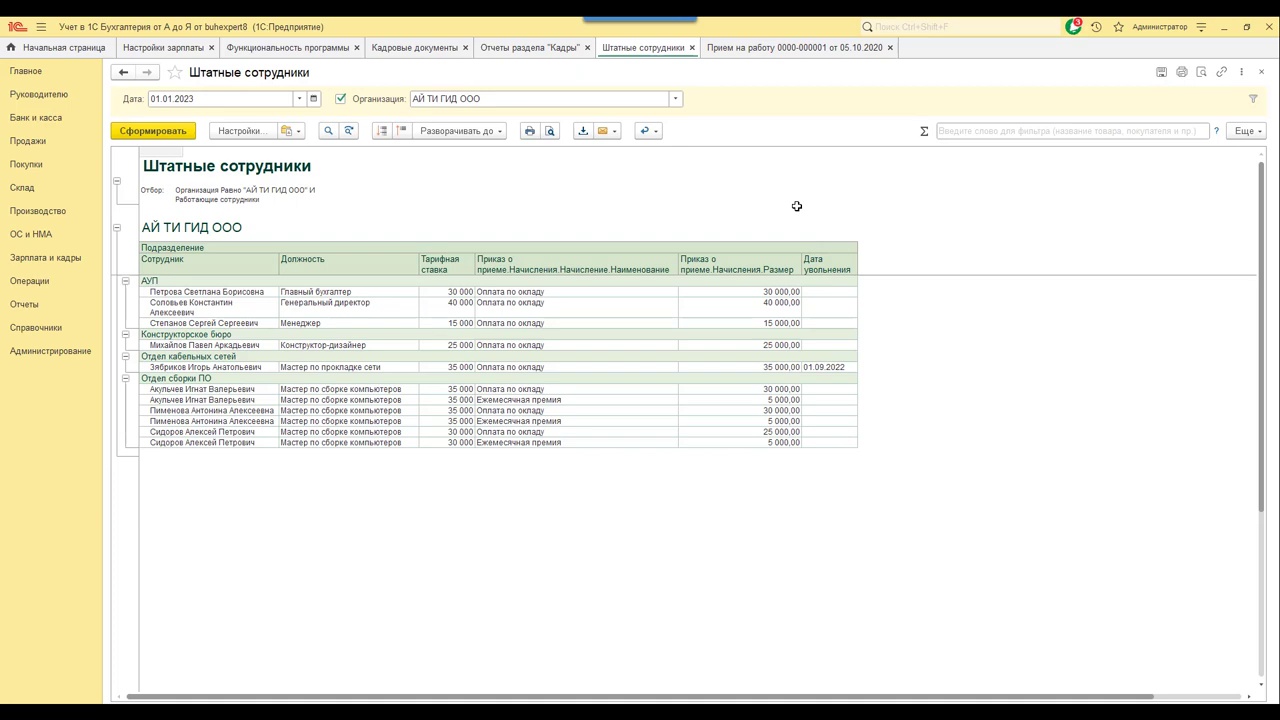 1С Учет в 1С Бухгалтерия от А до Я от buhexpert8 (1С:Предприятие) Поиск Ctrl+Shift+F 3 Администратор
Начальная страница Настройки зарплаты Функциональность программы Кадровые документы Отчеты раздела "Кадры" Штатные сотрудники Прием на работу 0000-000001 от 05.10.2020
Главное
Руководителю
Банк и касса
Продажи
Покупки
Склад
Производство
ОС и НМА
Зарплата и кадры
Операции
Отчеты
Справочники
Администрирование
Штатные сотрудники
Дата: 01.01.2023 Организация: АЙ ТИ ГИД ООО
Сформировать Настройки... Разворачивать до Σ Введите слово для фильтра (название товара, покупателя и пр.) ? Еще
Штатные сотрудники
Отбор: Организация Равно "АЙ ТИ ГИД ООО" И
Работающие сотрудники
АЙ ТИ ГИД ООО
Подразделение
Сотрудник Должность Тарифная ставка Приказ о приеме.Начисления.Начисление.Наименование Приказ о приеме.Начисления.Размер Дата увольнения
АУП
Петрова Светлана Борисовна Главный бухгалтер 30 000 Оплата по окладу 30 000,00
Соловьев Константин Алексеевич Генеральный директор 40 000 Оплата по окладу 40 000,00
Степанов Сергей Сергеевич Менеджер 15 000 Оплата по окладу 15 000,00
Конструкторское бюро
Михайлов Павел Аркадьевич Конструктор-дизайнер 25 000 Оплата по окладу 25 000,00
Отдел кабельных сетей
Зябриков Игорь Анатольевич Мастер по прокладке сети 35 000 Оплата по окладу 35 000,00 01.09.2022
Отдел сборки ПО
Акульчев Игнат Валерьевич Мастер по сборке компьютеров 35 000 Оплата по окладу 30 000,00
Акульчев Игнат Валерьевич Мастер по сборке компьютеров 35 000 Ежемесячная премия 5 000,00
Пименова Антонина Алексеевна Мастер по сборке компьютеров 35 000 Оплата по окладу 30 000,00
Пименова Антонина Алексеевна Мастер по сборке компьютеров 35 000 Ежемесячная премия 5 000,00
Сидоров Алексей Петрович Мастер по сборке компьютеров 30 000 Оплата по окладу 25 000,00
Сидоров Алексей Петрович Мастер по сборке компьютеров 30 000 Ежемесячная премия 5 000,00